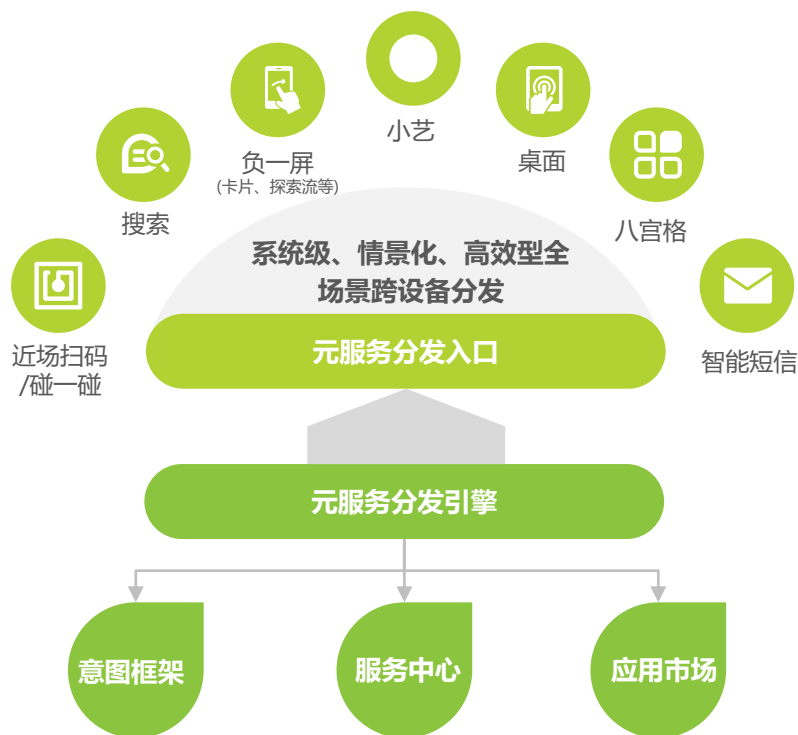 小艺
负一屏
(卡片、探索流等)
桌面
搜索
八宫格
近场扫码
/碰一碰
智能短信
系统级、情景化、高效型全
场景跨设备分发
元服务分发入口
元服务分发引擎
意图框架
服务中心
应用市场